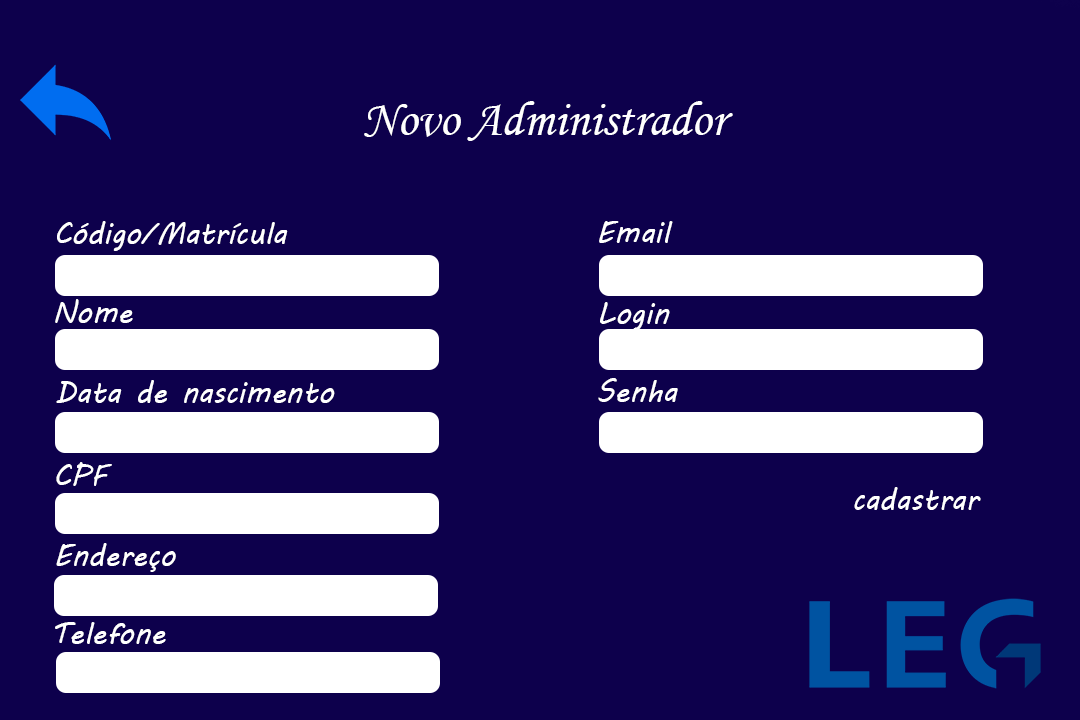 Novo Administrador
Código/Matrícula
Nome
Data de nascimento
CPF
Endereço
Telefone
Email
Login
Senha
cadastrar
LEG